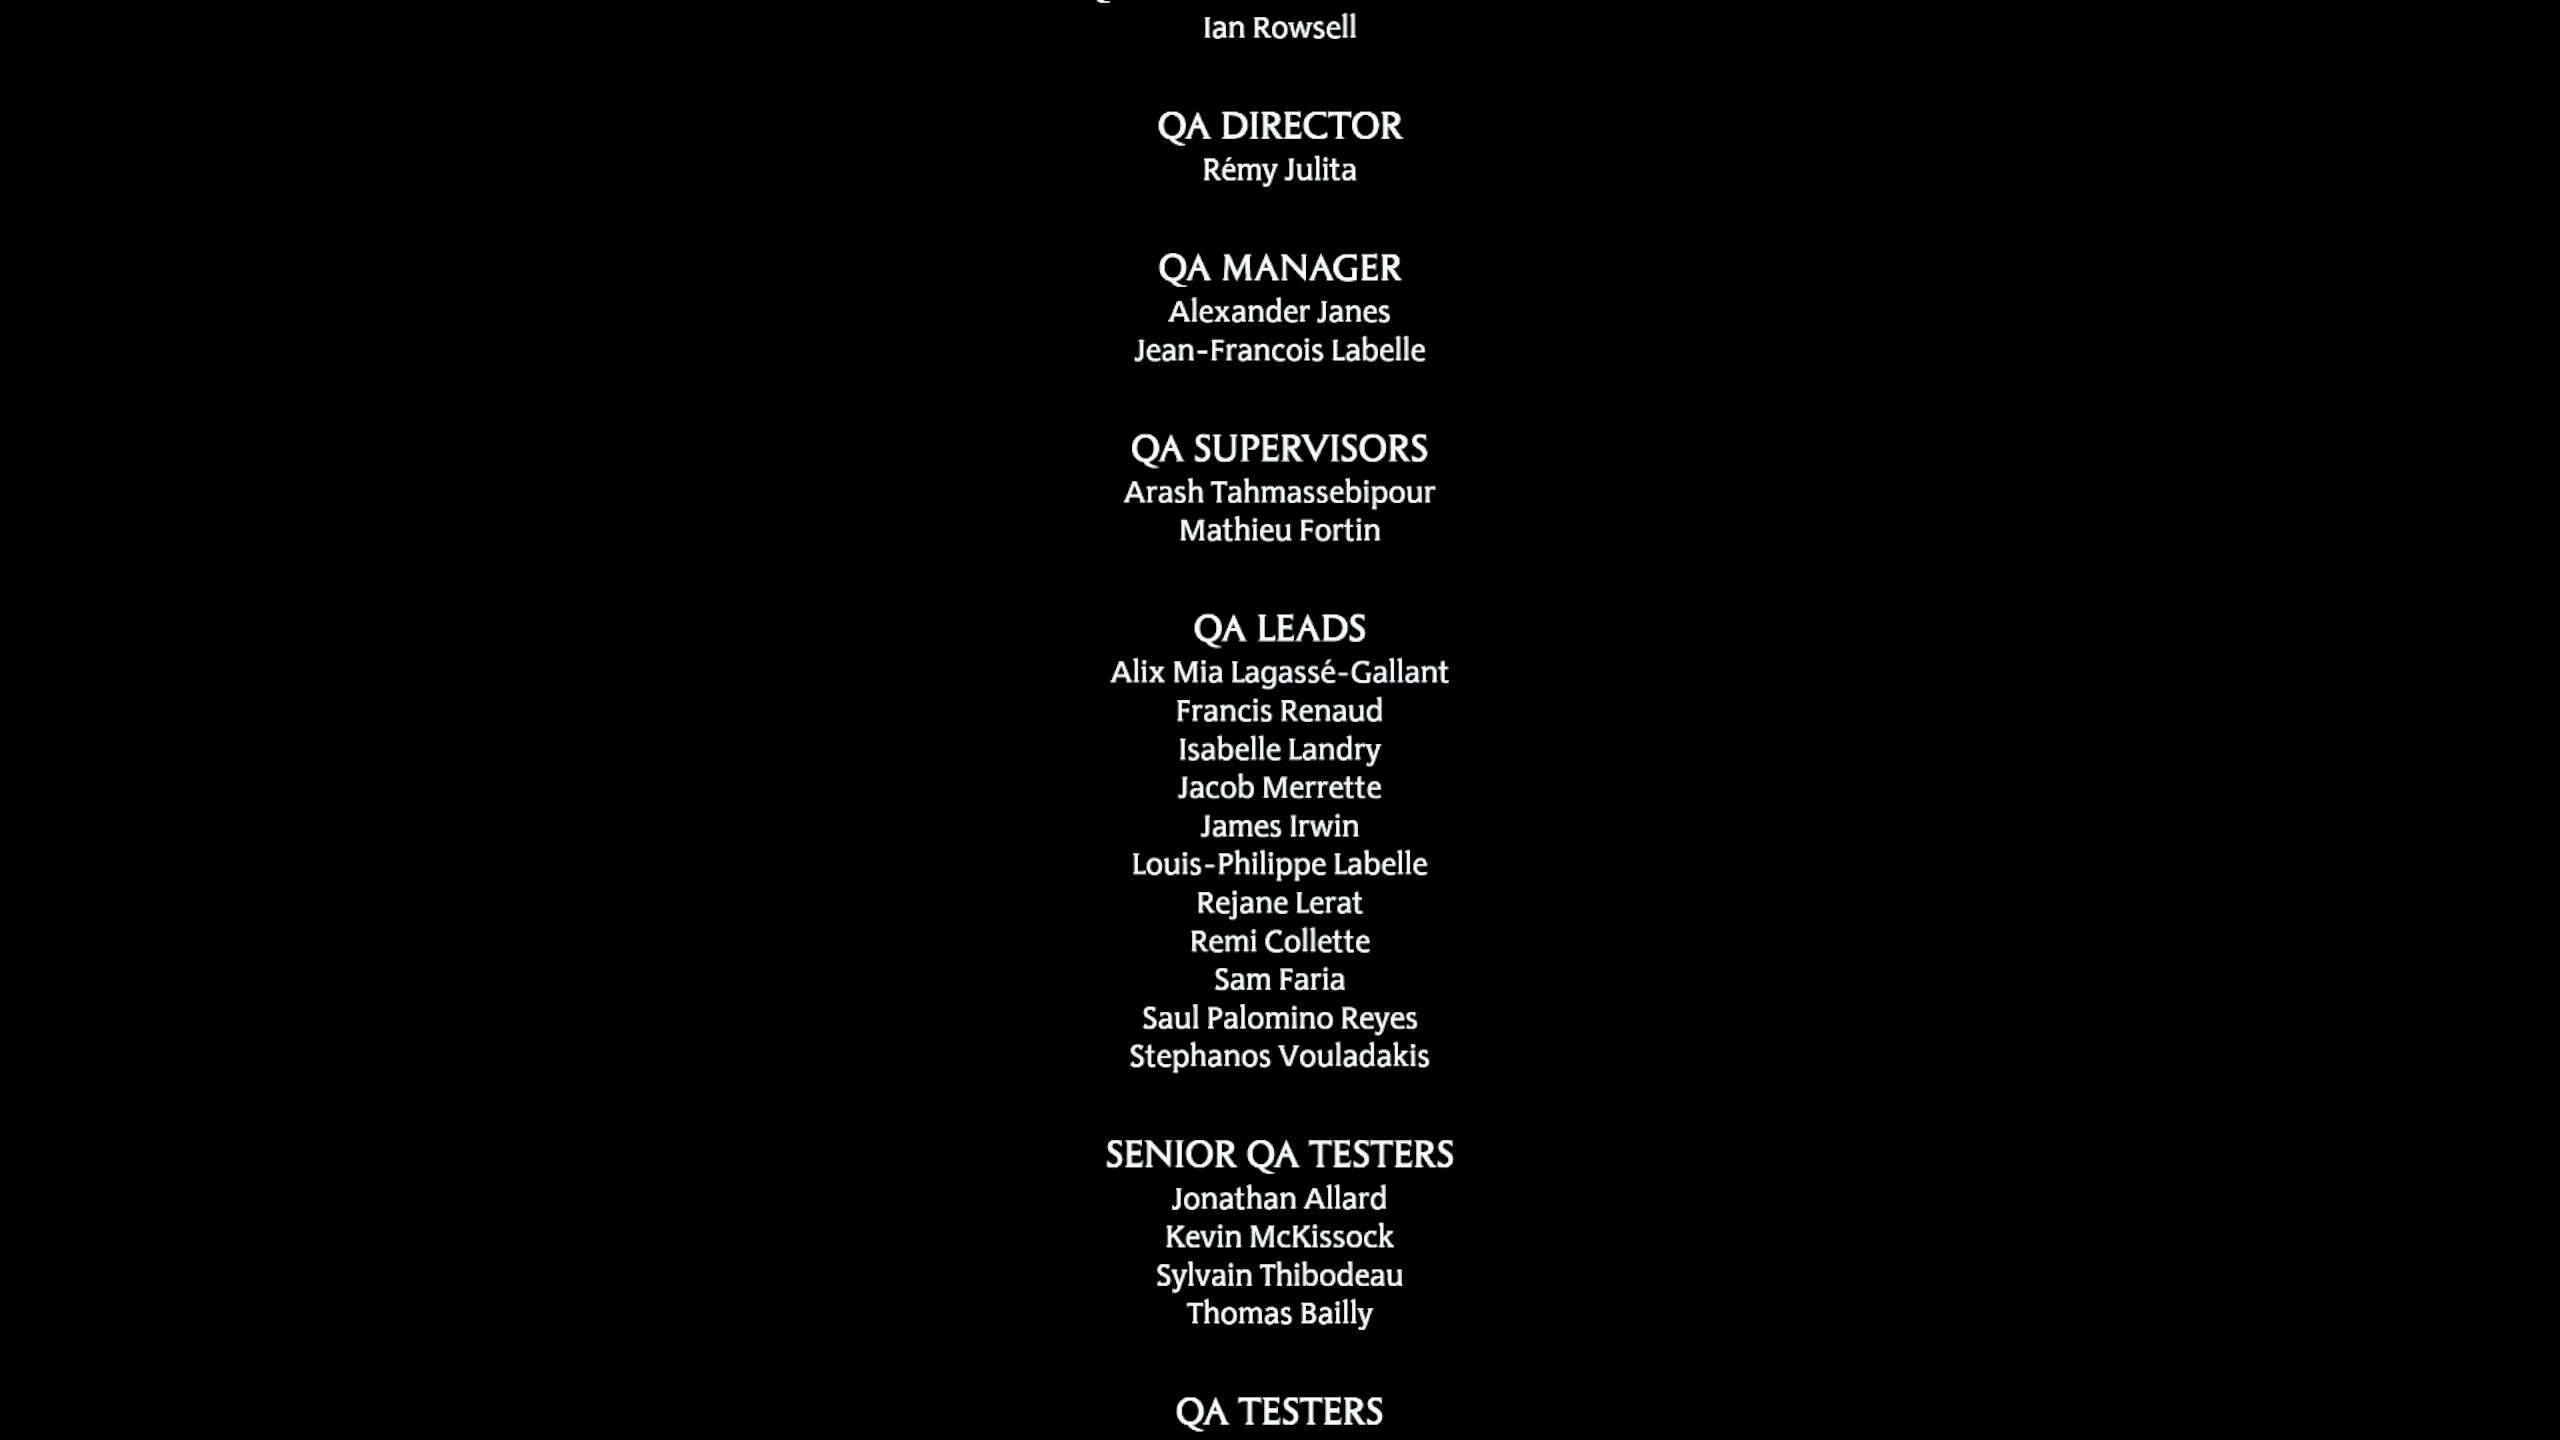 Ian Rowsell
QA DIRECTOR
Rémy Julita
QA MANAGER
Alexander Janes
Jean-Francois Labelle
QA SUPERVISORS
Arash Tahmassebipour
Mathieu Fortin
QA LEADS
Alix Mia Lagassé-Gallant
Francis Renaud
Isabelle Landry
Jacob Merrette
James Irwin
Louis-Philippe Labelle
Rejane Lerat
Remi Collette
Sam Faria
Saul Palomino Reyes
Stephanos Vouladakis
SENIOR QA TESTERS
Jonathan Allard
Kevin McKissock
Sylvain Thibodeau
Thomas Bailly
QA TESTERS